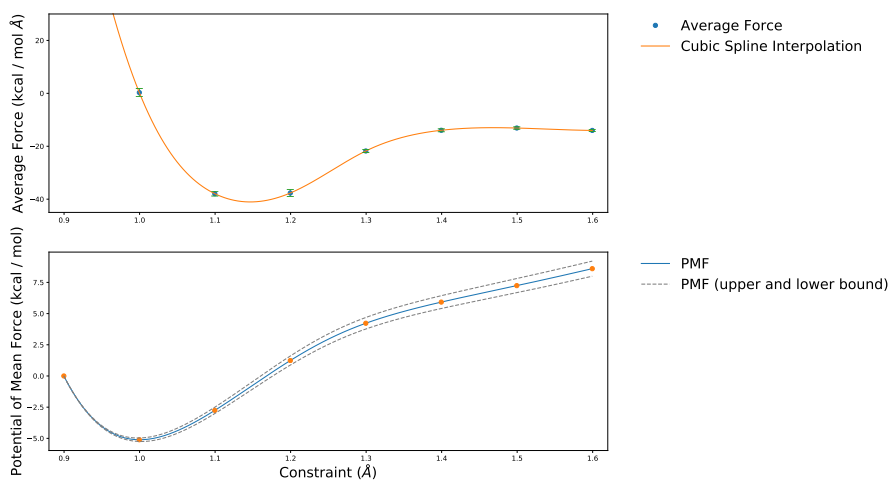 Average Force (kcal / mol Å)
20
0
−20
−40
0.9 1.0 1.1 1.2 1.3 1.4 1.5 1.6
Average Force
Cubic Spline Interpolation
Potential of Mean Force (kcal / mol)
7.5
5.0
2.5
0.0
−2.5
−5.0
0.9 1.0 1.1 1.2 1.3 1.4 1.5 1.6
Constraint (Å)
PMF
PMF (upper and lower bound)